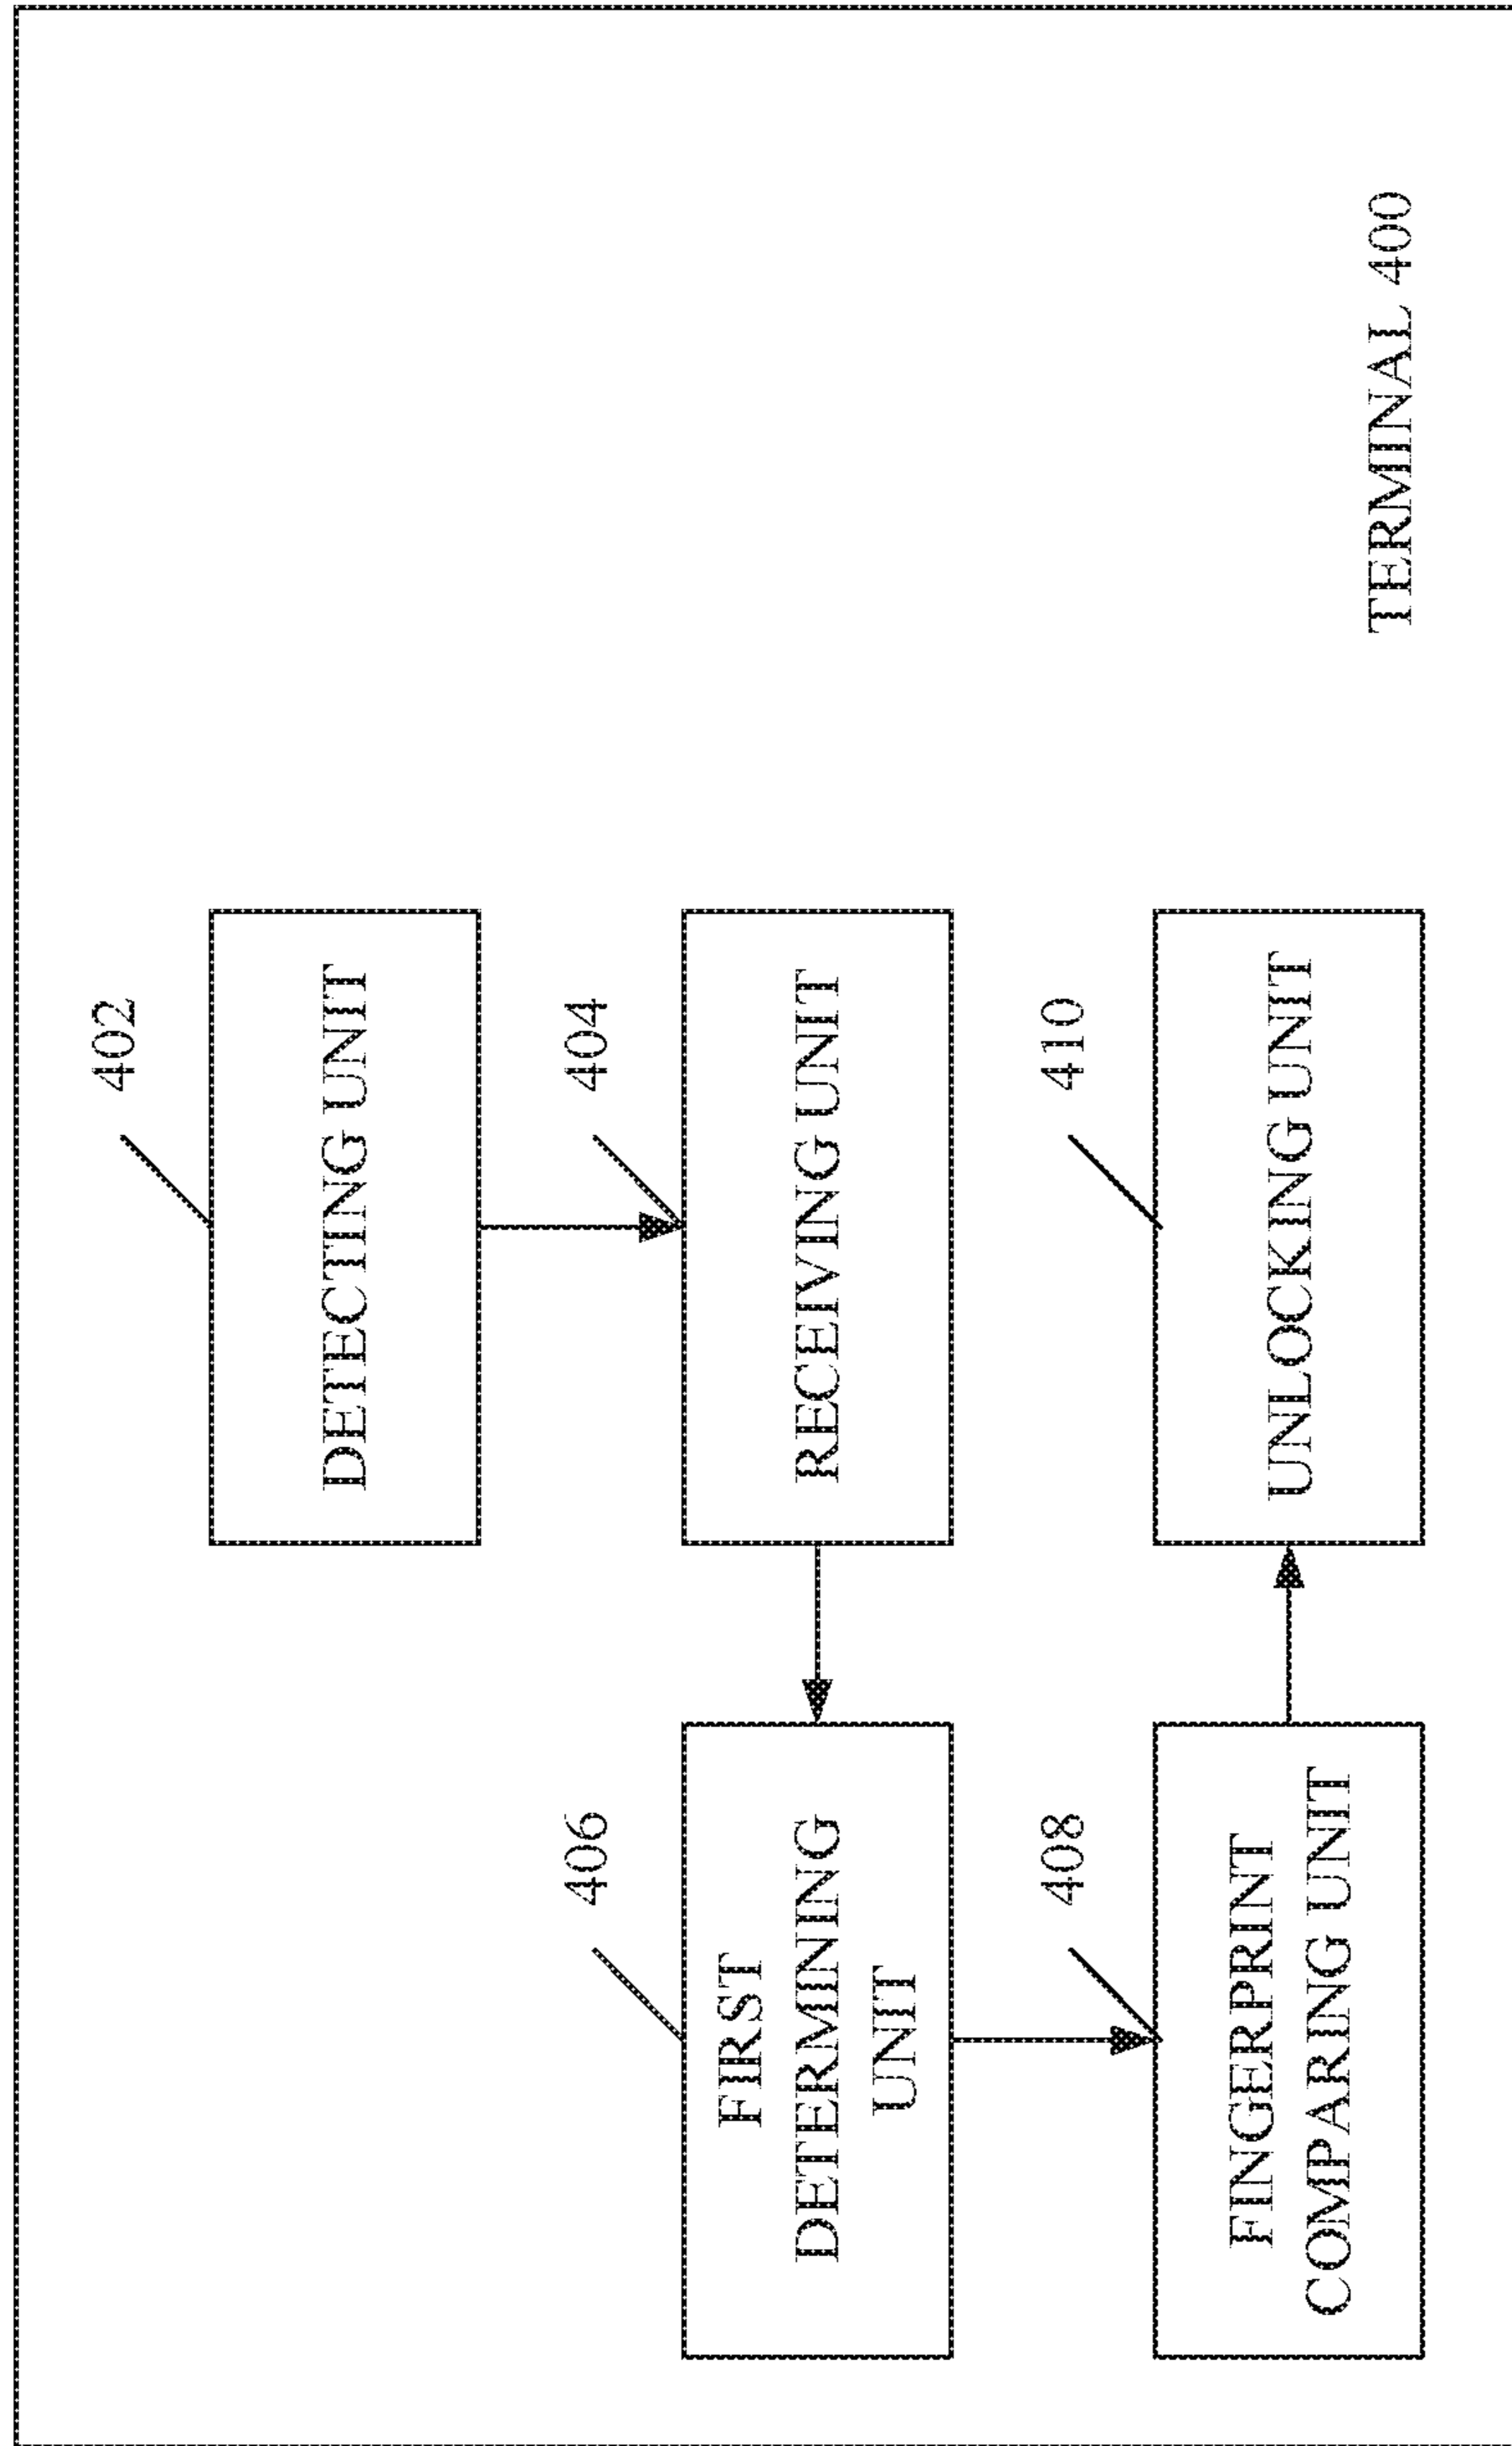 402
DETECTING UNIT
406
404
FIRST
DETERMINING
UNIT
RECEIVING UNIT
408
410
FINGERPRINT
COMPARING UNIT
UNLOCKING UNIT
TERMINAL 400